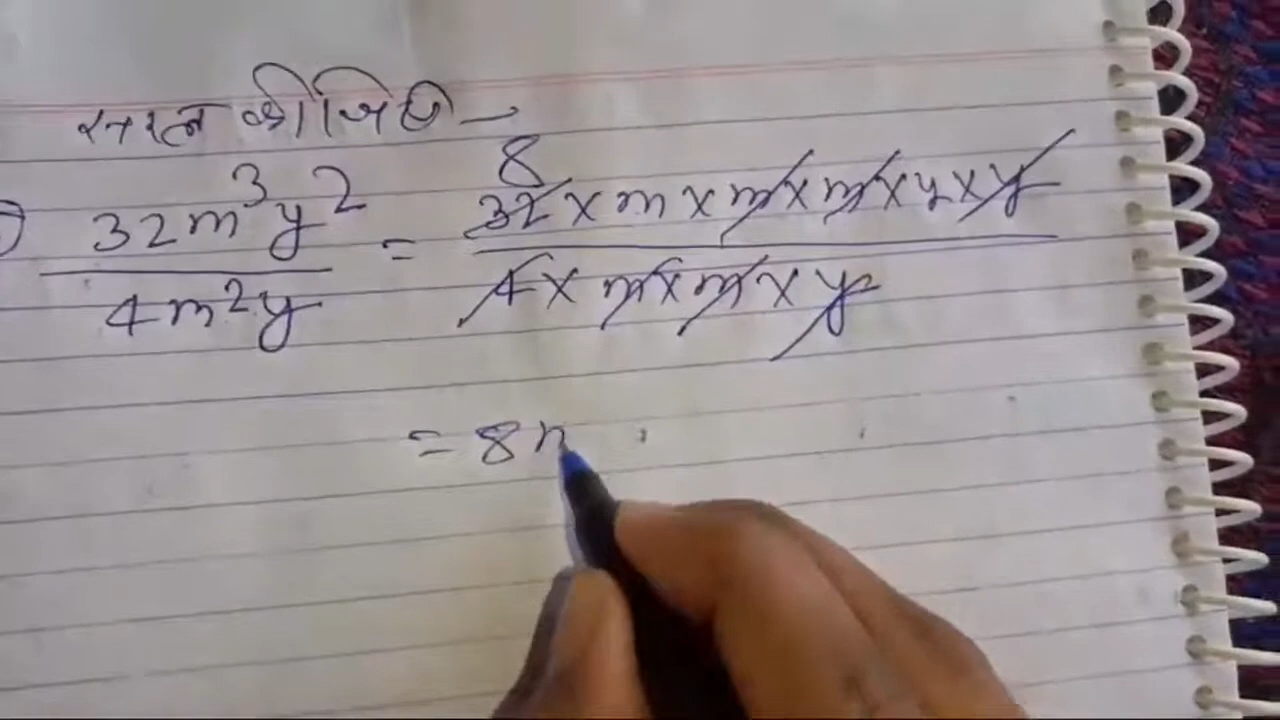 सरल कीजिए -
32m³y² / 4m²y = 8 32 × m × m × m × y × y / 4 × m × m × y
= 8m